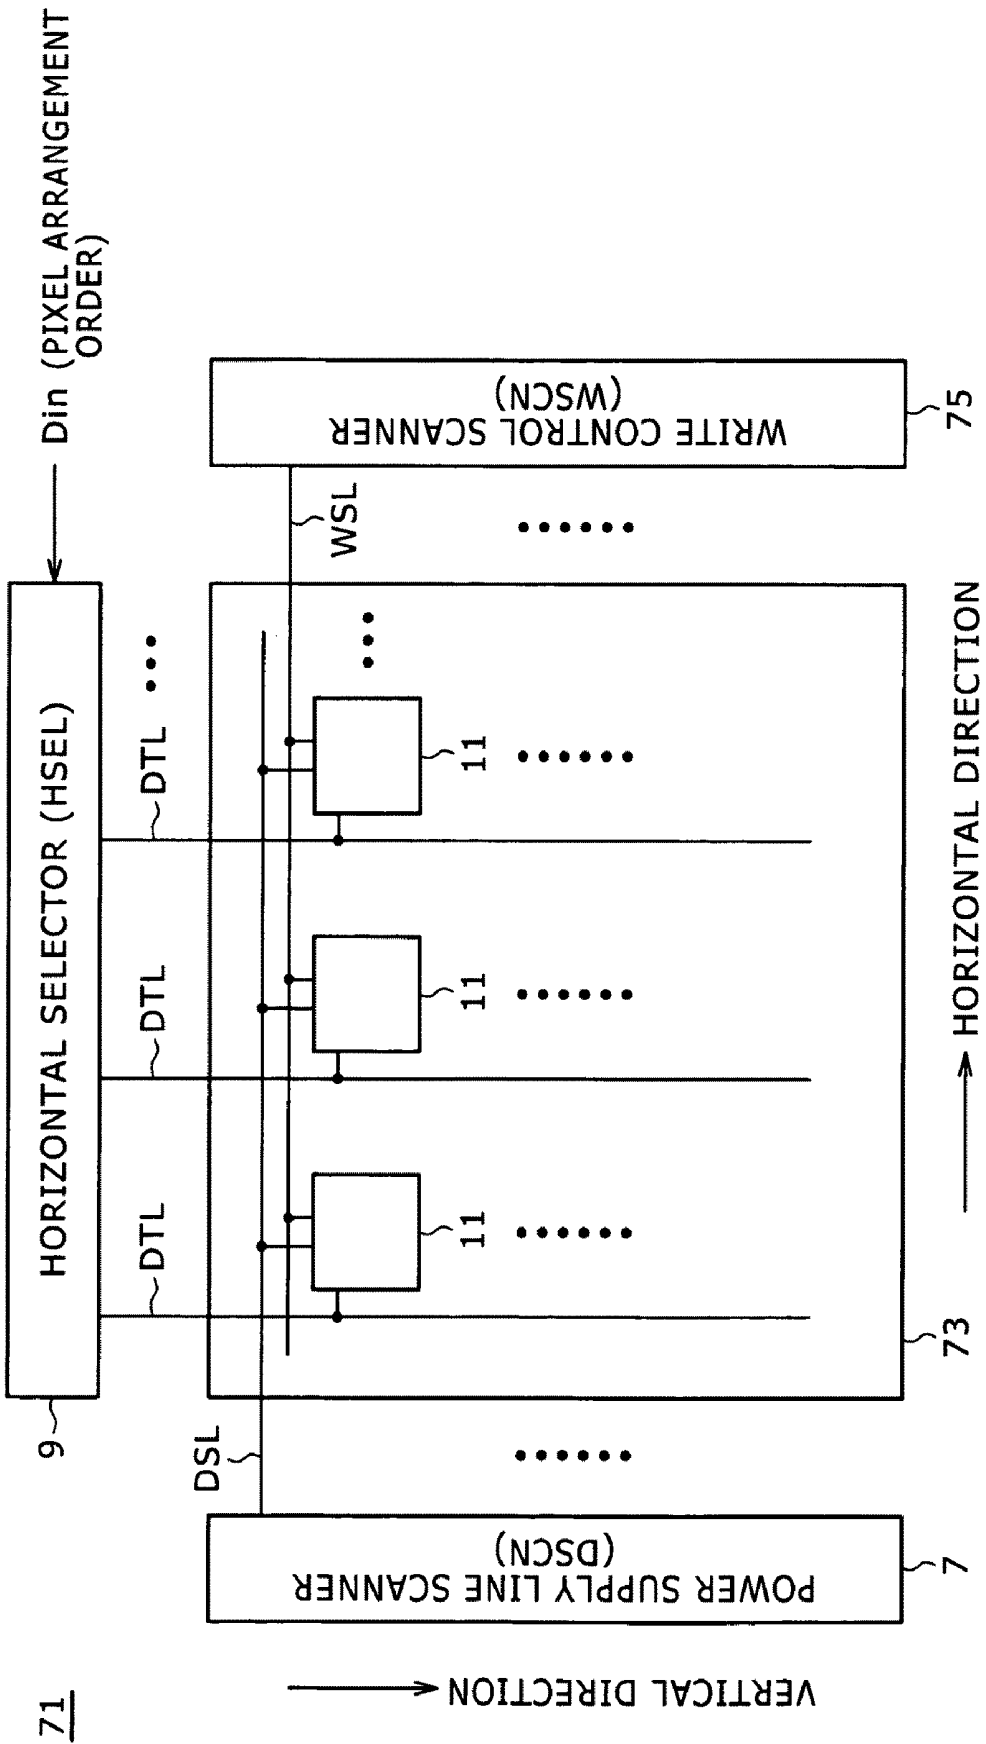 71
Din (PIXEL ARRANGEMENT
ORDER)
9
HORIZONTAL SELECTOR (HSEL)
DTL
DTL
DTL
DSL
WSL
POWER SUPPLY LINE SCANNER
(DSCN)
11
11
11
WRITE CONTROL SCANNER
(WSCN)
VERTICAL DIRECTION
7
73
75
HORIZONTAL DIRECTION